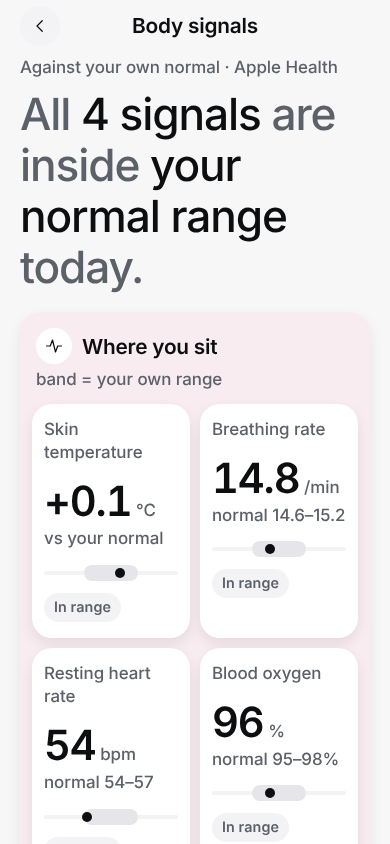 Body signals
Against your own normal · Apple Health
All 4 signals are
inside your
normal range
today.
Where you sit
band = your own range
Skin
temperature
+0.1 °C
vs your normal
In range
Breathing rate
14.8 /min
normal 14.6–15.2
In range
Resting heart
rate
54 bpm
normal 54–57
Blood oxygen
96 %
normal 95–98%
In range